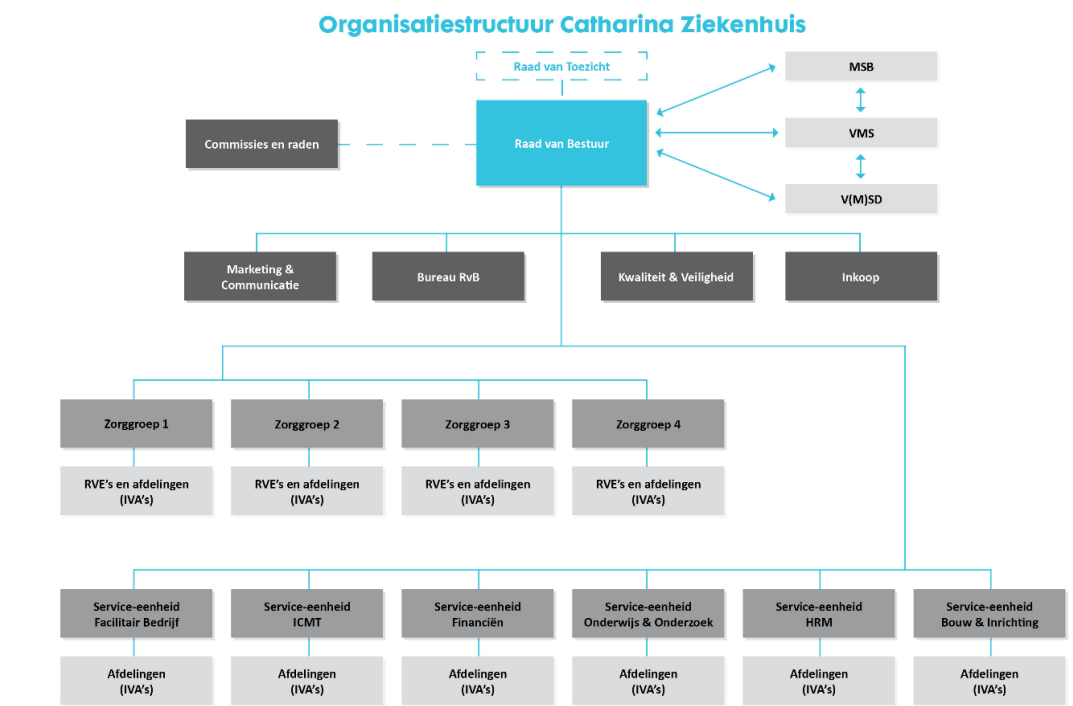 Organisatiestructuur Catharina Ziekenhuis
Raad van Toezicht
MSB
Commissies en raden
Raad van Bestuur
VMS
V(M)SD
Marketing &
Communicatie
Bureau RvB
Kwaliteit & Veiligheid
Inkoop
Zorggroep 1
Zorggroep 2
Zorggroep 3
Zorggroep 4
RVE’s en afdelingen
(IVA’s)
RVE’s en afdelingen
(IVA’s)
RVE’s en afdelingen
(IVA’s)
RVE’s en afdelingen
(IVA’s)
Service-eenheid
Facilitair Bedrijf
Service-eenheid
ICMT
Service-eenheid
Financiën
Service-eenheid
Onderwijs & Onderzoek
Service-eenheid
HRM
Service-eenheid
Bouw & Inrichting
Afdelingen
(IVA’s)
Afdelingen
(IVA’s)
Afdelingen
(IVA’s)
Afdelingen
(IVA’s)
Afdelingen
(IVA’s)
Afdelingen
(IVA’s)